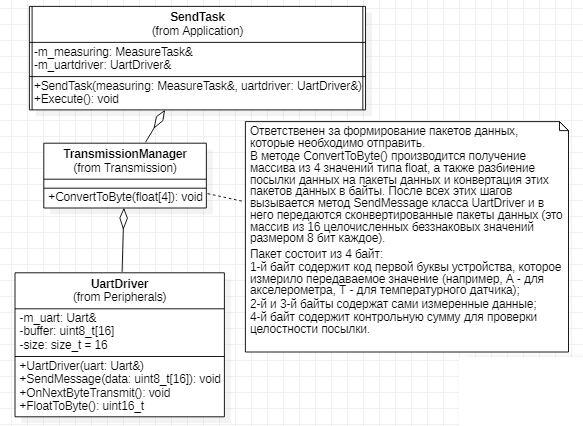 SendTask
(from Application)
-m_measuring: MeasureTask&
-m_uartdriver: UartDriver&
+SendTask(measuring: MeasureTask&, uartdriver: UartDriver&)
+Execute(): void
TransmissionManager
(from Transmission)
+ConvertToByte(float[4]): void
Ответственен за формирование пакетов данных,
которые необходимо отправить.
В методе ConvertToByte() производится получение
массива из 4 значений типа float, а также разбиение
посылки данных на пакеты данных и конвертация этих
пакетов данных в байты. После всех этих шагов
вызывается метод SendMessage класса UartDriver и в
него передаются сконвертированные пакеты данных (это
массив из 16 целочисленных беззнаковых значений
размером 8 бит каждое).
Пакет состоит из 4 байт:
1-й байт содержит код первой буквы устройства, которое
измерило передаваемое значение (например, А - для
акселерометра, Т - для температурного датчика);
2-й и 3-й байты содержат сами измеренные данные;
4-й байт содержит контрольную сумму для проверки
целостности посылки.
UartDriver
(from Peripherals)
-m_uart: Uart&
-buffer: uint8_t[16]
-size: size_t = 16
+UartDriver(uart: Uart&)
+SendMessage(data: uint8_t[16]): void
+OnNextByteTransmit(): void
+FloatToByte(): uint16_t